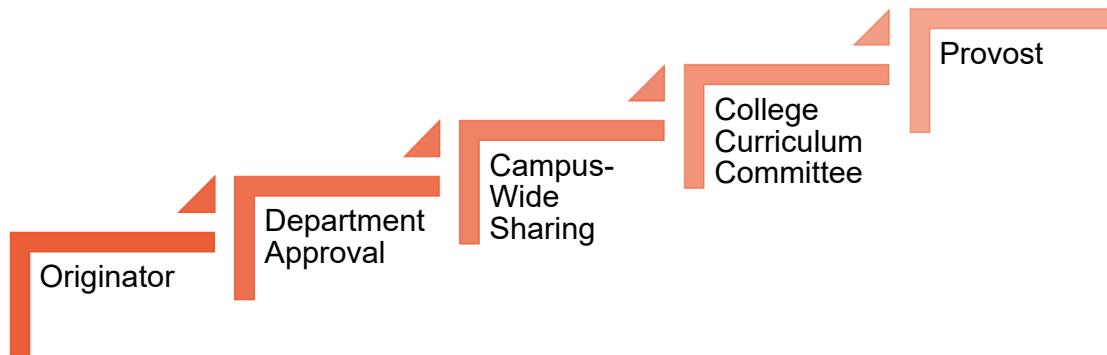 Originator
Department
Approval
Campus-
Wide
Sharing
College
Curriculum
Committee
Provost